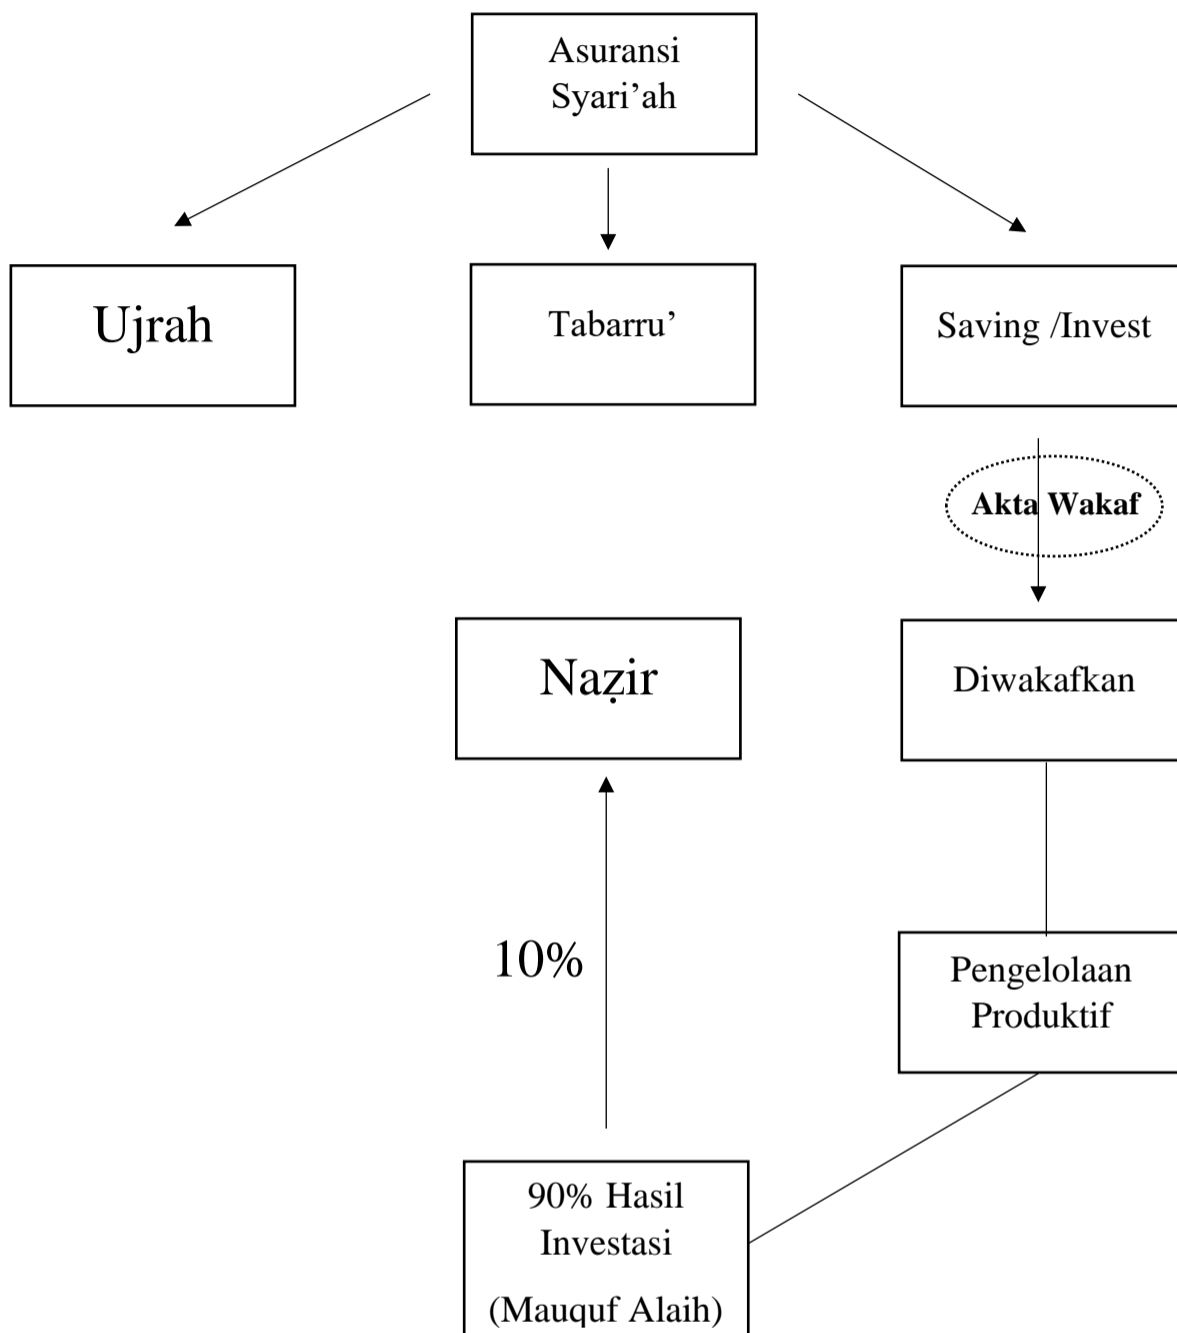 Asuransi
Syari’ah
Ujrah
Tabarru’
Saving /Invest
Akta Wakaf
Naẓir
Diwakafkan
10%
Pengelolaan
Produktif
90% Hasil
Investasi
(Mauquf Alaih)